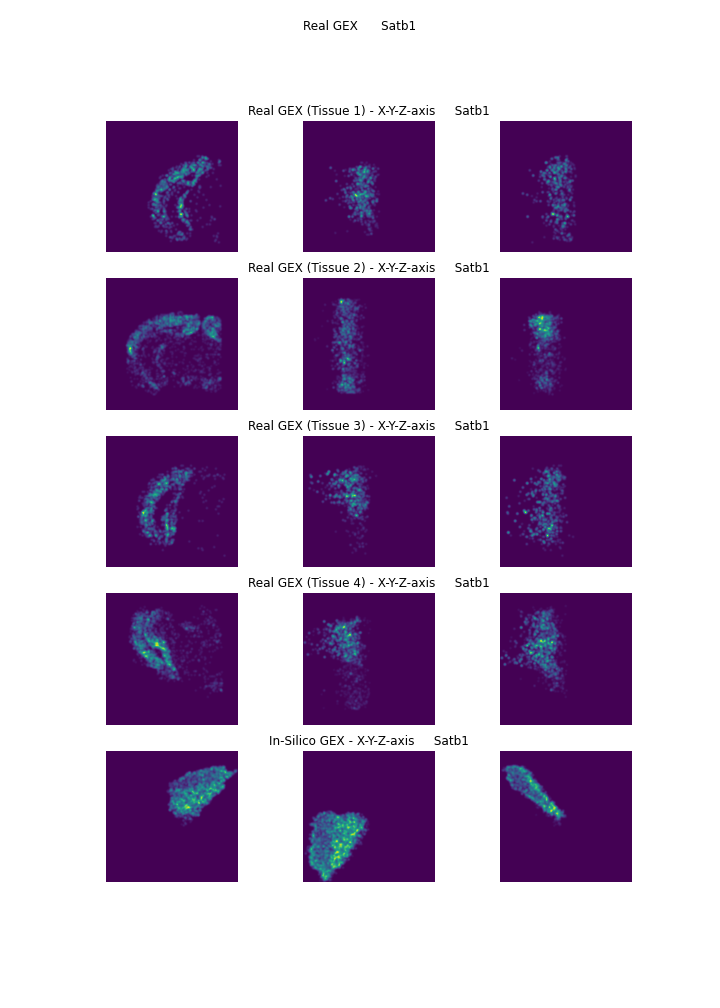 Real GEX Satb1
Real GEX (Tissue 1) - X-Y-Z-axis Satb1
Real GEX (Tissue 2) - X-Y-Z-axis Satb1
Real GEX (Tissue 3) - X-Y-Z-axis Satb1
Real GEX (Tissue 4) - X-Y-Z-axis Satb1
In-Silico GEX - X-Y-Z-axis Satb1